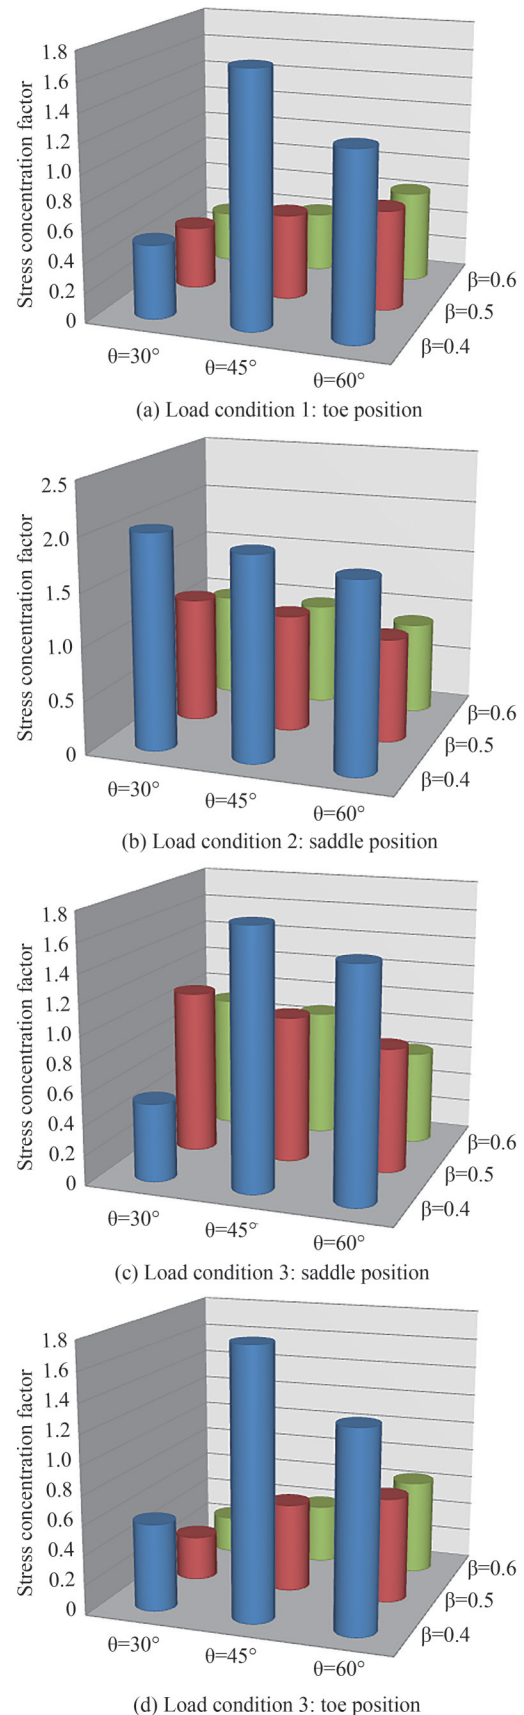 Stress concentration factor
1.8
1.6
1.4
1.2
1.0
0.8
0.6
0.4
0.2
0
θ=30°
θ=45°
θ=60°
β=0.6
β=0.5
β=0.4
(a) Load condition 1: toe position
Stress concentration factor
2.5
2.0
1.5
1.0
0.5
0
θ=30°
θ=45°
θ=60°
β=0.6
β=0.5
β=0.4
(b) Load condition 2: saddle position
Stress concentration factor
1.8
1.6
1.4
1.2
1.0
0.8
0.6
0.4
0.2
0
θ=30°
θ=45°
θ=60°
β=0.6
β=0.5
β=0.4
(c) Load condition 3: saddle position
Stress concentration factor
1.8
1.6
1.4
1.2
1.0
0.8
0.6
0.4
0.2
0
θ=30°
θ=45°
θ=60°
β=0.6
β=0.5
β=0.4
(d) Load condition 3: toe position